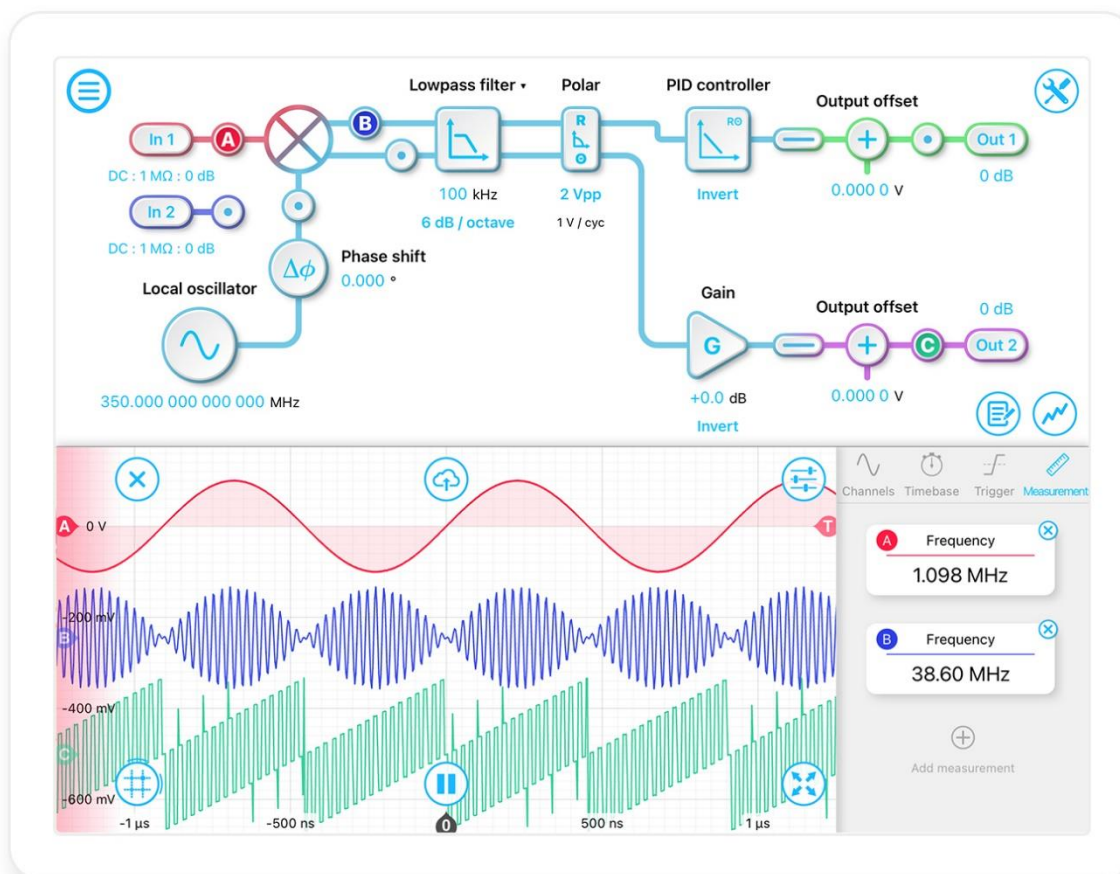 Lowpass filter ▾
Polar
PID controller
Output offset
In 1
A
B
R
Θ
RΘ
Out 1
DC : 1 MΩ : 0 dB
0.000 0 V
0 dB
In 2
100 kHz
2 Vpp
Invert
6 dB / octave
1 V / cyc
DC : 1 MΩ : 0 dB
Δϕ
Phase shift
0.000 °
Local oscillator
Gain
Output offset
0 dB
G
C
Out 2
350.000 000 000 000 MHz
+0.0 dB
0.000 0 V
Invert
Channels
Timebase
Trigger
Measurement
A
0 V
T
A
Frequency
1.098 MHz
-200 mV
B
B
Frequency
38.60 MHz
-400 mV
C
Add measurement
-600 mV
-1 µs
-500 ns
0
500 ns
1 µs